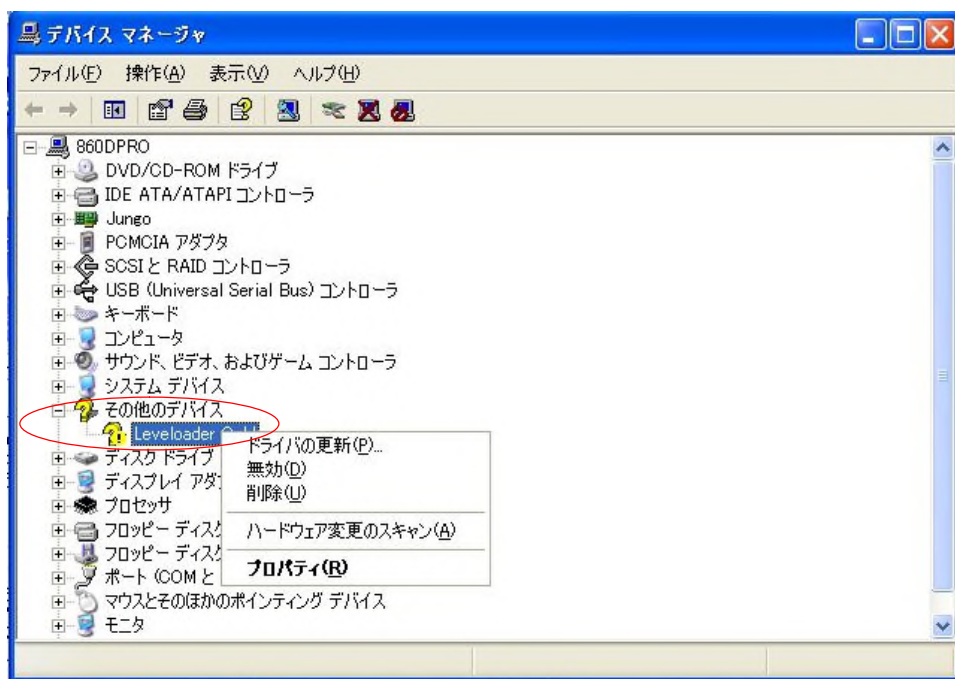 デバイス マネージャ
ファイル(F) 操作(A) 表示(V) ヘルプ(H)
860DPRO
DVD/CD-ROM ドライブ
IDE ATA/ATAPI コントローラ
Jungo
PCMCIA アダプタ
SCSI と RAID コントローラ
USB (Universal Serial Bus) コントローラ
キーボード
コンピュータ
サウンド、ビデオ、およびゲーム コントローラ
システム デバイス
その他のデバイス
Leveloader
ディスク ドライブ
ディスプレイ アダ
プロセッサ
フロッピー ディスク
フロッピー ディスク
ポート (COM と
マウスとそのほかのポインティング デバイス
モニタ
ドライバの更新(P)...
無効(D)
削除(U)
ハードウェア変更のスキャン(A)
プロパティ(R)